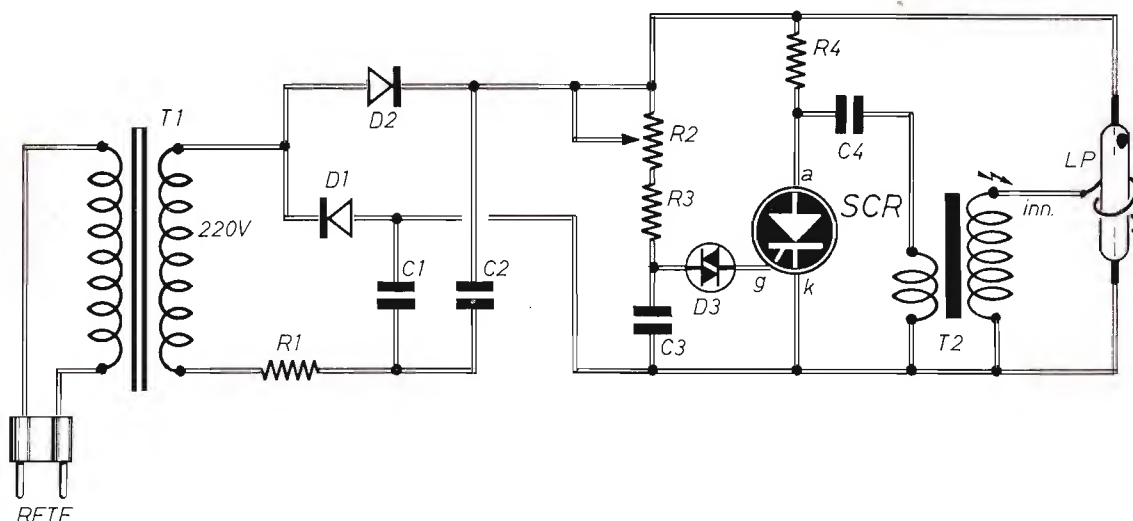 T1
220V
D2
D1
R1
C1
C2
R2
R3
C3
D3
R4
C4
a
SCR
g
k
T2
inn.
LP
RETE